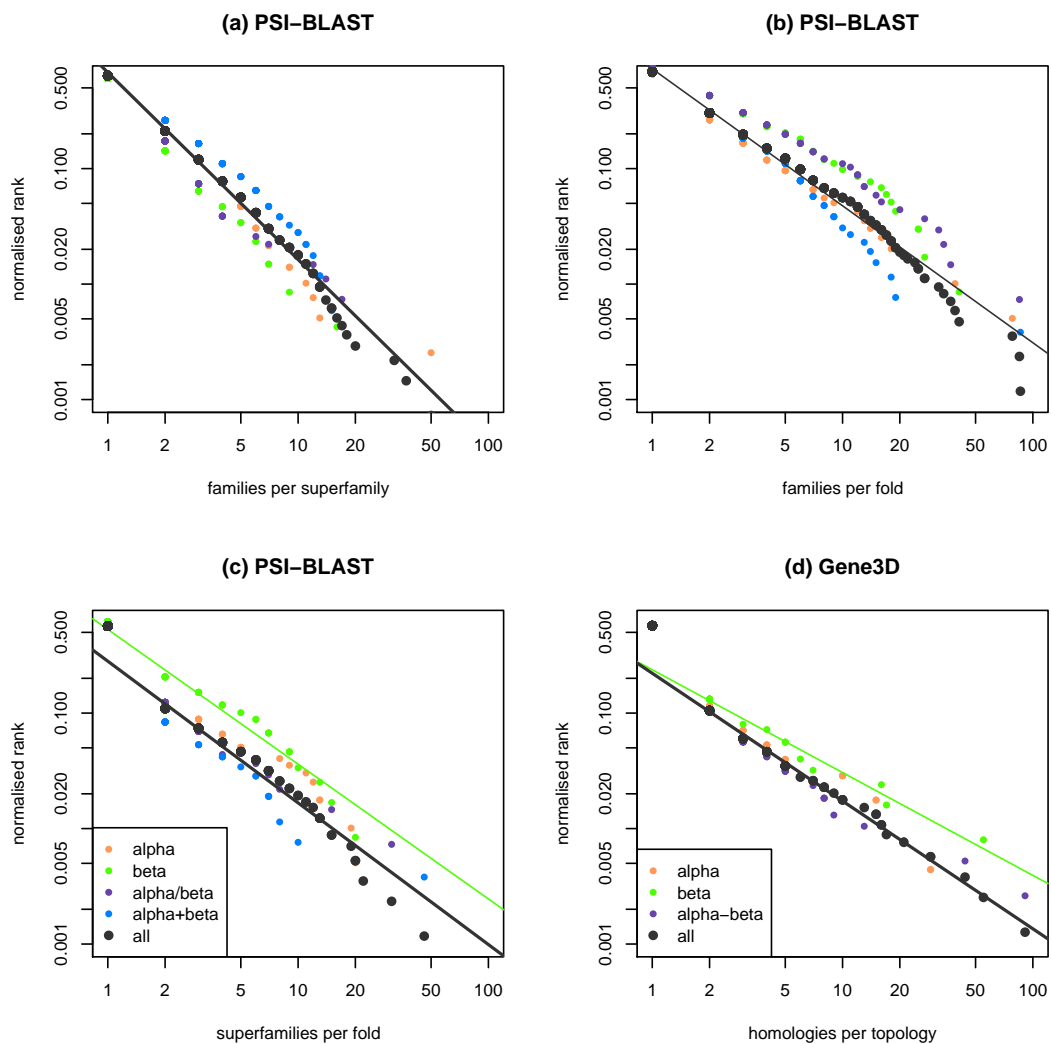 (a) PSI−BLAST
normalised rank
0.500
0.100
0.020
0.005
0.001
1 2 5 10 20 50 100
families per superfamily
(b) PSI−BLAST
normalised rank
0.500
0.100
0.020
0.005
0.001
1 2 5 10 20 50 100
families per fold
(c) PSI−BLAST
normalised rank
0.500
0.100
0.020
0.005
0.001
alpha
beta
alpha/beta
alpha+beta
all
1 2 5 10 20 50 100
superfamilies per fold
(d) Gene3D
normalised rank
0.500
0.100
0.020
0.005
0.001
alpha
beta
alpha−beta
all
1 2 5 10 20 50 100
homologies per topology